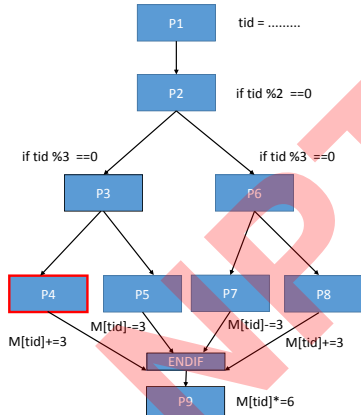 P1
tid = .........
P2
if tid %2 ==0
if tid %3 ==0
if tid %3 ==0
P3
P6
P4
P5
P7
P8
M[tid]+=3
M[tid]-=3
M[tid]-=3
M[tid]+=3
ENDIF
P9
M[tid]*=6